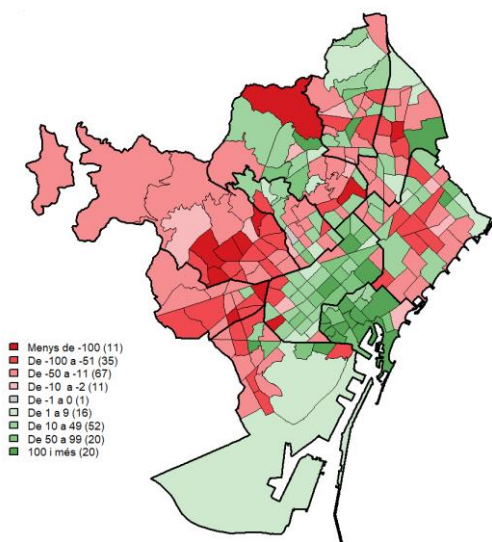 Menys de -100 (11)
De -100 a -51 (35)
De -50 a -11 (67)
De -10 a -2 (11)
De -1 a 0 (1)
De 1 a 9 (16)
De 10 a 49 (52)
De 50 a 99 (20)
100 i més (20)